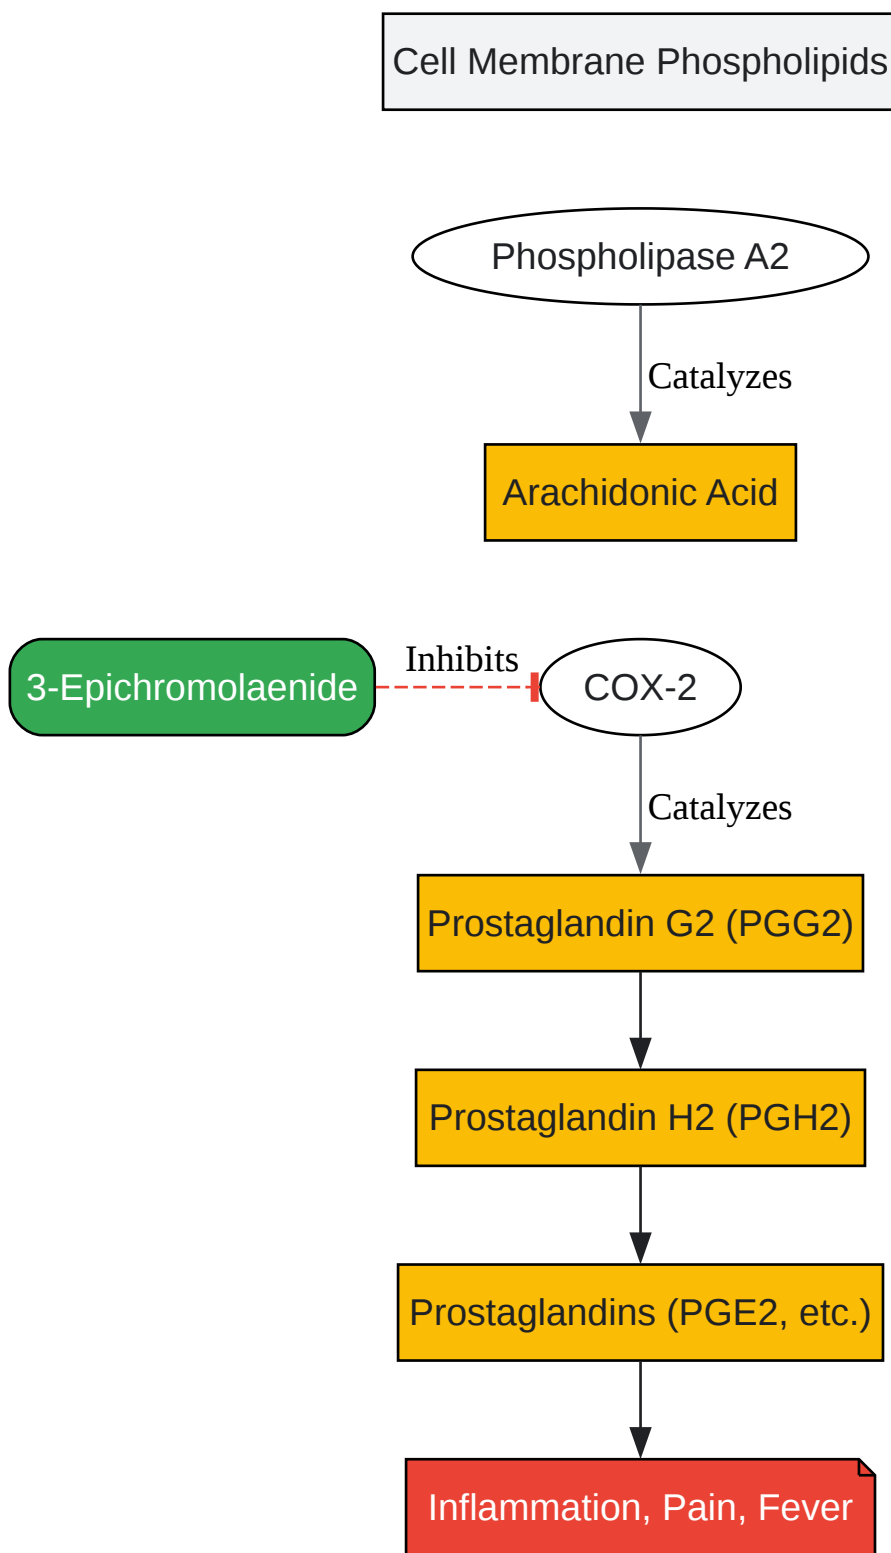 Cell Membrane Phospholipids
Phospholipase A2
Catalyzes
Arachidonic Acid
3-Epichromolaenide
Inhibits
COX-2
Catalyzes
Prostaglandin G2 (PGG2)
Prostaglandin H2 (PGH2)
Prostaglandins (PGE2, etc.)
Inflammation, Pain, Fever